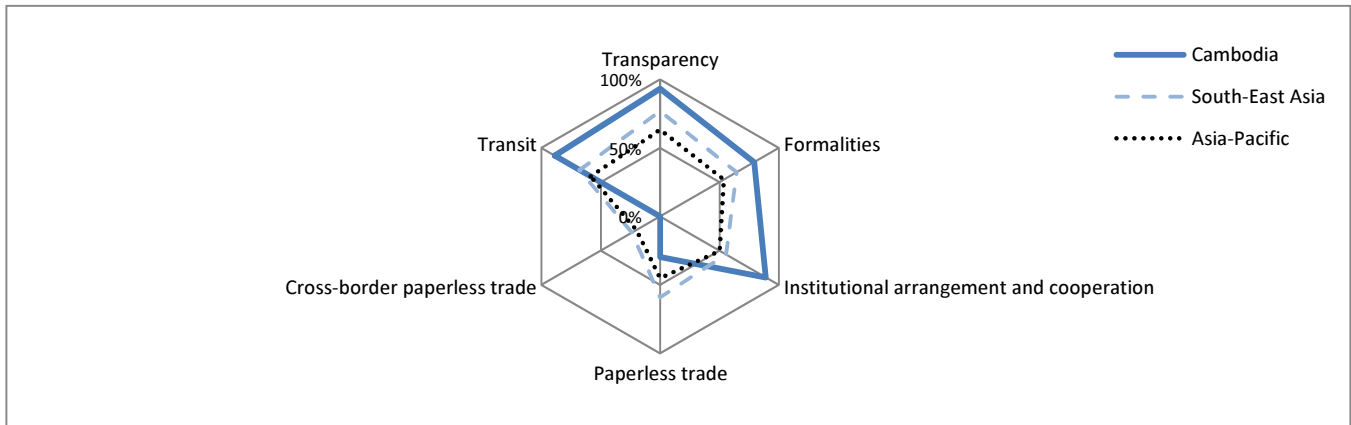 Transparency
100%
Cambodia
South-East Asia
Asia-Pacific
Transit
50%
Formalities
0%
Cross-border paperless trade
Institutional arrangement and cooperation
Paperless trade